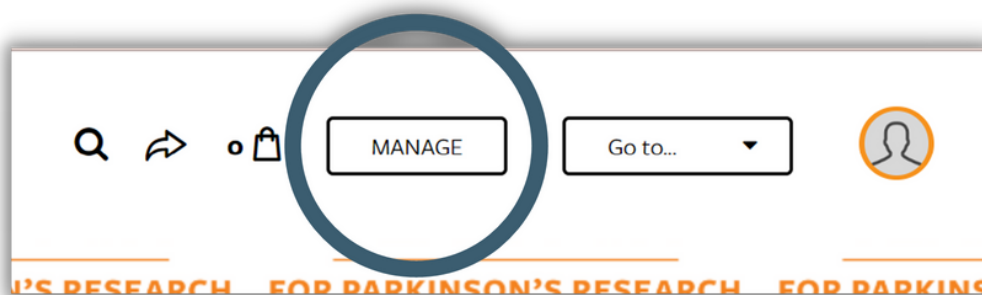 0 MANAGE Go to...
'S RESEARCH FOR PARKINSON'S RESEARCH FOR PARKINS